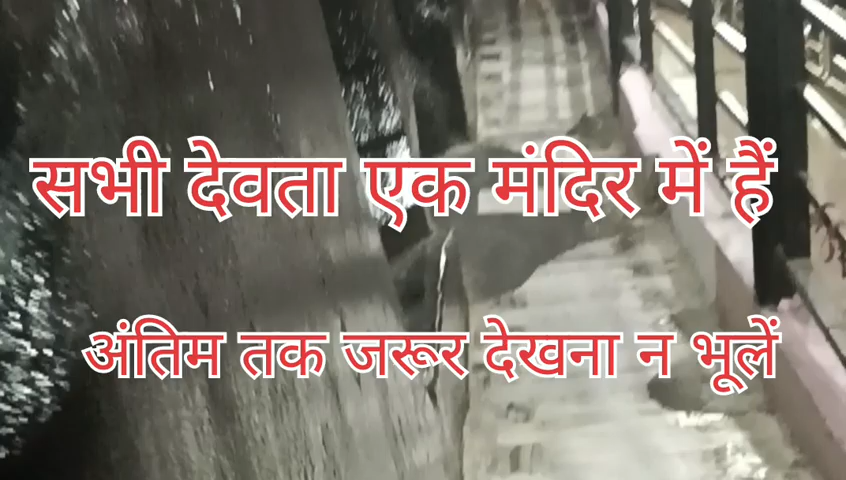 सभी देवता एक मंदिर में हैं
अंतिम तक जरूर देखना न भूलें